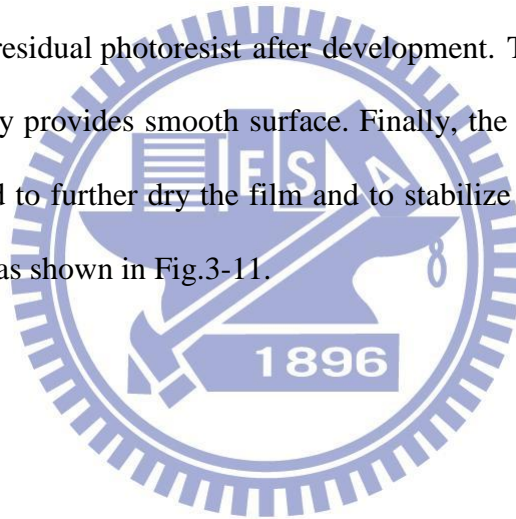 residual photoresist after development. T
y provides smooth surface. Finally, the
d to further dry the film and to stabilize
as shown in Fig.3-11.
E S A
1896